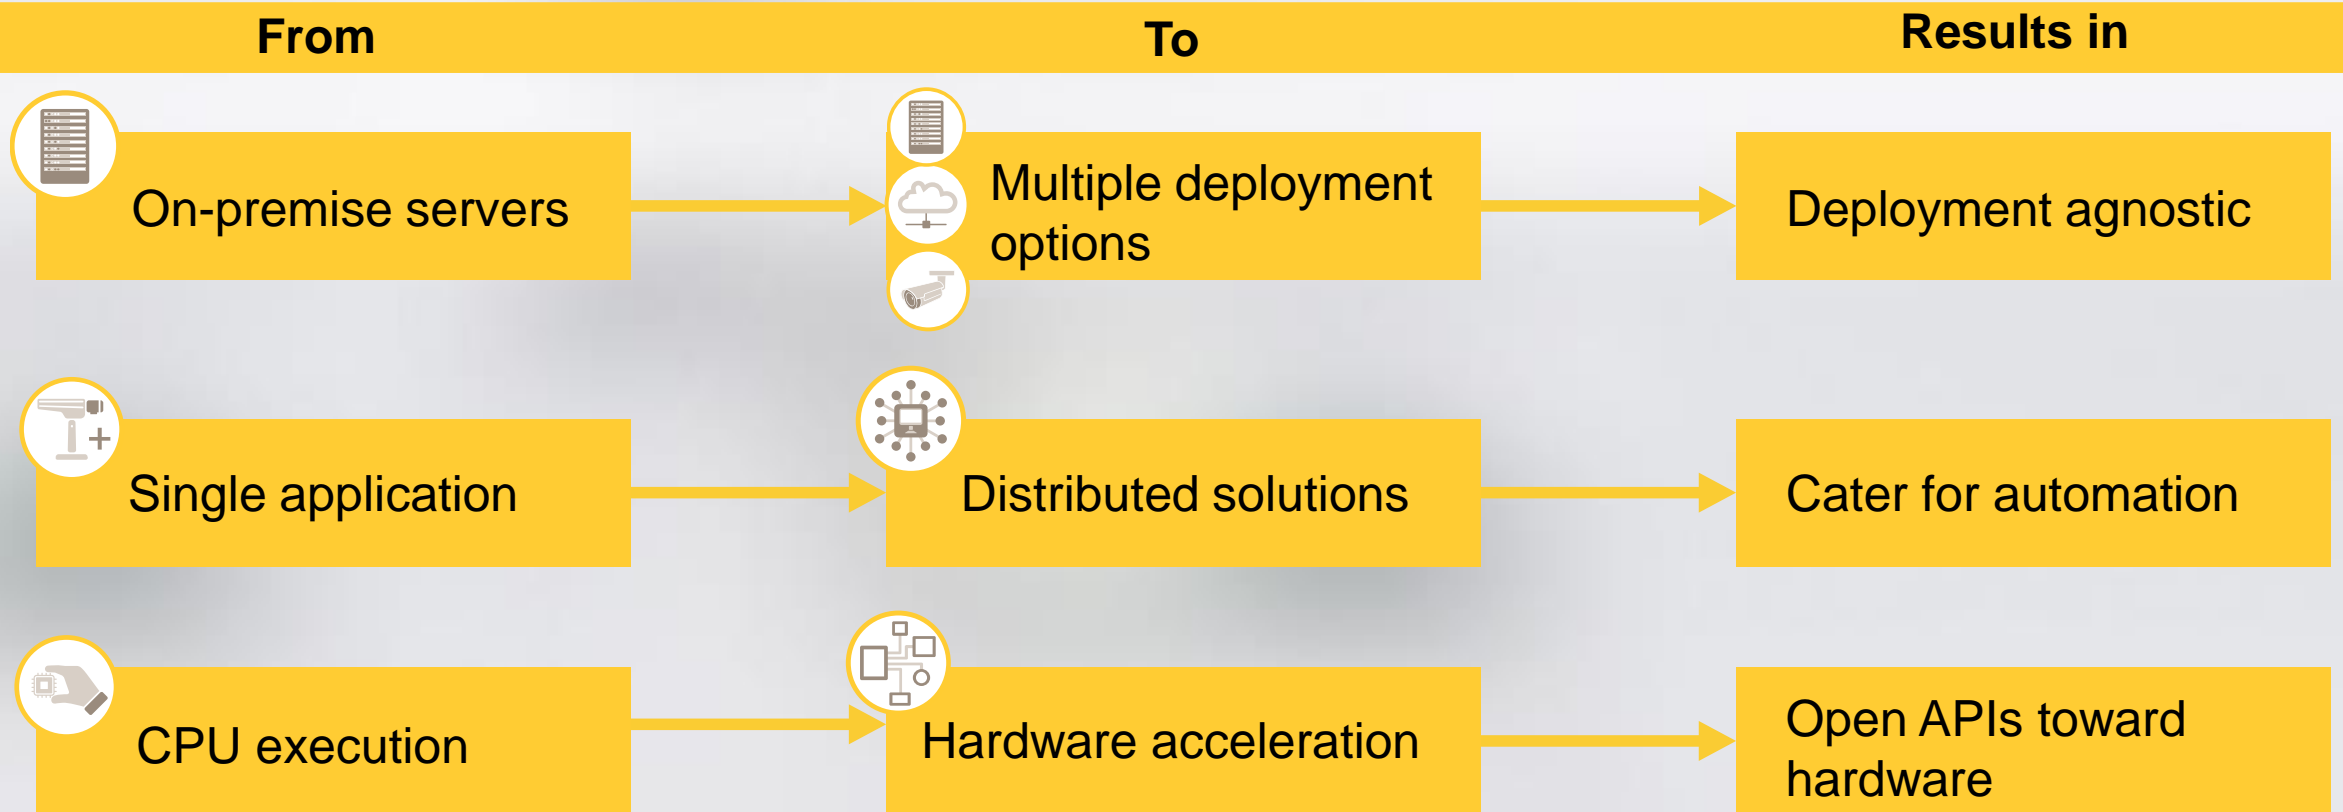 From
To
Results in
On-premise servers
Multiple deployment
options
Deployment agnostic
Single application
Distributed solutions
Cater for automation
CPU execution
Hardware acceleration
Open APIs toward
hardware